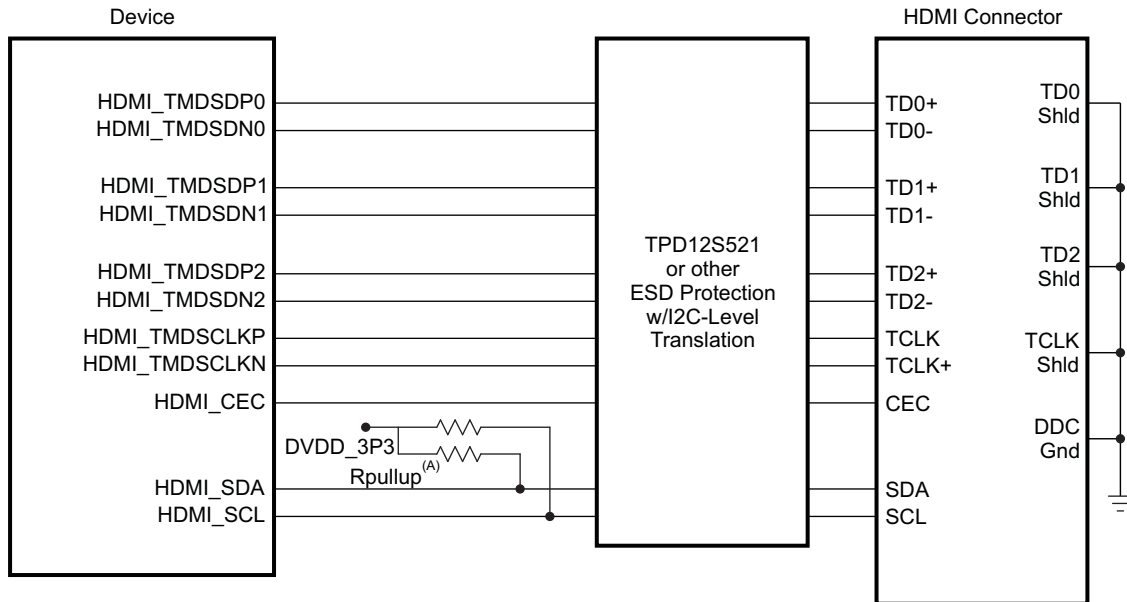 Device
HDMI Connector
HDMI_TMDSDP0
HDMI_TMDSDN0
HDMI_TMDSDP1
HDMI_TMDSDN1
HDMI_TMDSDP2
HDMI_TMDSDN2
HDMI_TMDSCLKP
HDMI_TMDSCLKN
HDMI_CEC
DVDD_3P3
Rpullup(A)
HDMI_SDA
HDMI_SCL
TPD12S521
or other
ESD Protection
w/I2C-Level
Translation
TD0+
TD0-
TD1+
TD1-
TD2+
TD2-
TCLK
TCLK+
CEC
SDA
SCL
TD0
Shld
TD1
Shld
TD2
Shld
TCLK
Shld
DDC
Gnd